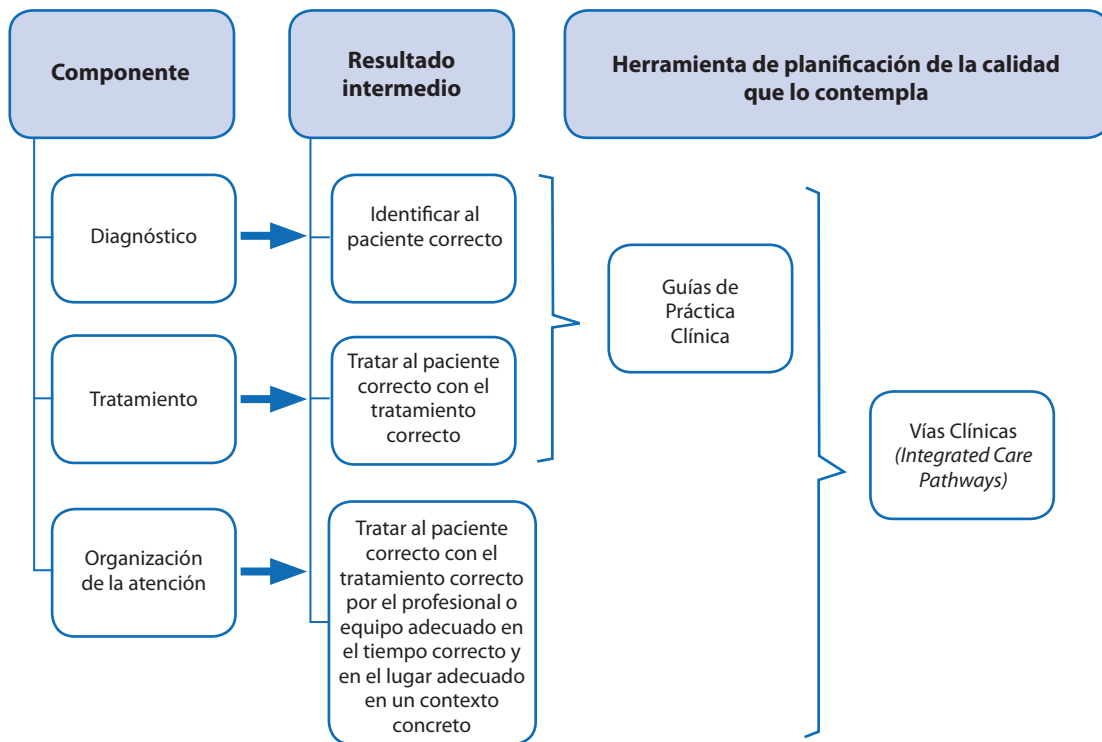 Componente
Resultado
intermedio
Herramienta de planificación de la calidad
que lo contempla
Diagnóstico
Identificar al
paciente correcto
Guías de
Práctica
Clínica
Tratamiento
Tratar al paciente
correcto con el
tratamiento
correcto
Vías Clínicas
(Integrated Care
Pathways)
Organización
de la atención
Tratar al paciente
correcto con el
tratamiento correcto
por el profesional o
equipo adecuado en
el tiempo correcto y
en el lugar adecuado
en un contexto
concreto